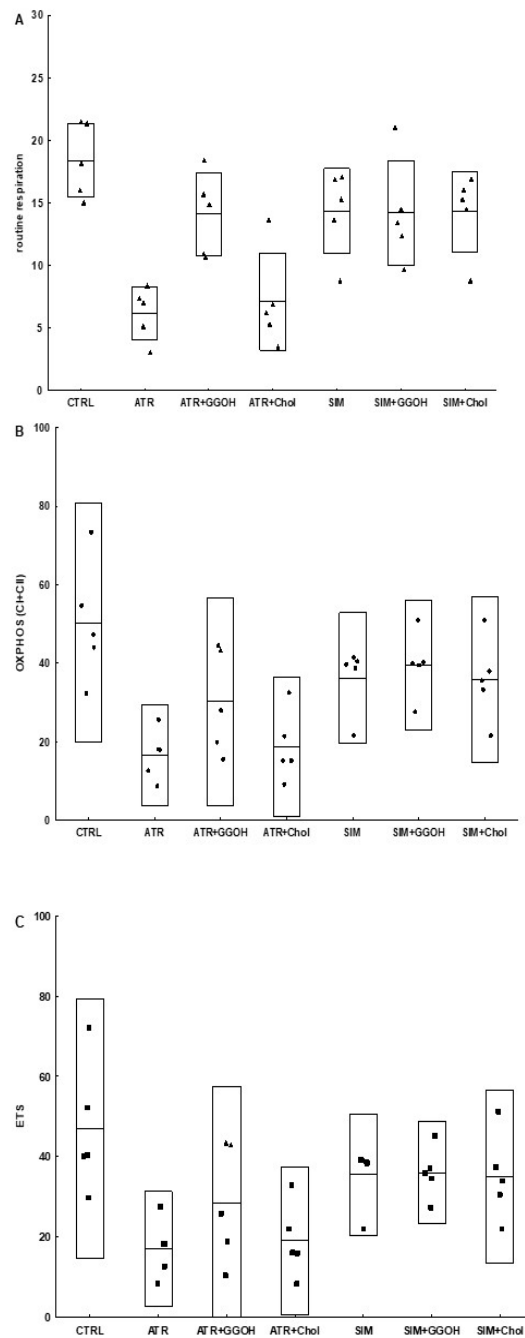 A
30
25
20
15
10
5
0
routine respiration
CTRL ATR ATR+GGOH ATR+Chol SIM SIM+GGOH SIM+Chol
B
100
80
60
40
20
0
OXPHOS (CI+CII)
CTRL ATR ATR+GGOH ATR+Chol SIM SIM+GGOH SIM+Chol
C
100
80
60
40
20
0
ETS
CTRL ATR ATR+GGOH ATR+Chol SIM SIM+GGOH SIM+Chol